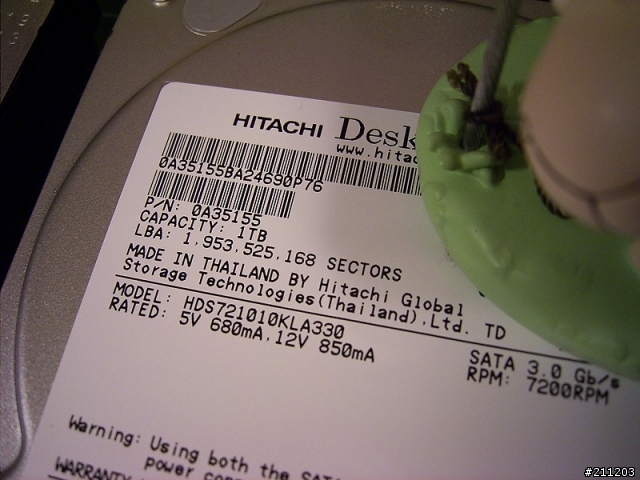 HITACHI Desk
www.hitac
0A35155BA24690P76
P/N: 0A35155
CAPACITY: 1TB
LBA: 1,953,525,168 SECTORS
MADE IN THAILAND BY Hitachi Global
Storage Technologies(Thailand),Ltd. TD
MODEL: HDS721010KLA330
RATED: 5V 680mA,12V 850mA
SATA 3.0 Gb/s
RPM: 7200RPM
Warning: Using both the SATA
power con
WARRANTY
#211203